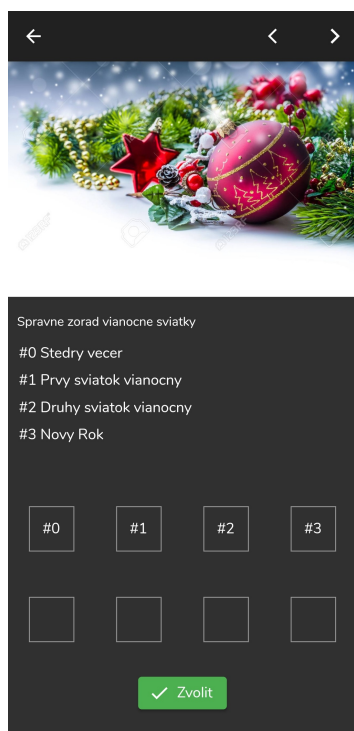 Spravne zorad vianocne sviatky
#0 Stedry vecer
#1 Prvy sviatok vianocny
#2 Druhy sviatok vianocny
#3 Novy Rok
#0 #1 #2 #3
Zvolit